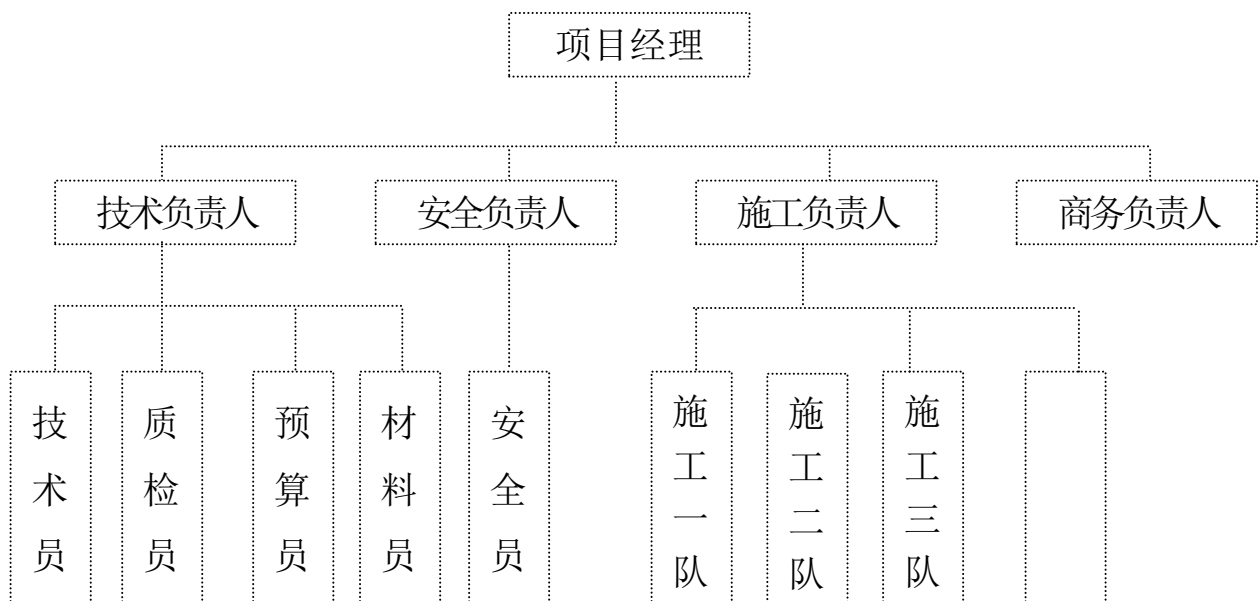 项目经理
技术负责人
安全负责人
施工负责人
商务负责人
技术员
质检员
预算员
材料员
安全员
施工一队
施工二队
施工三队